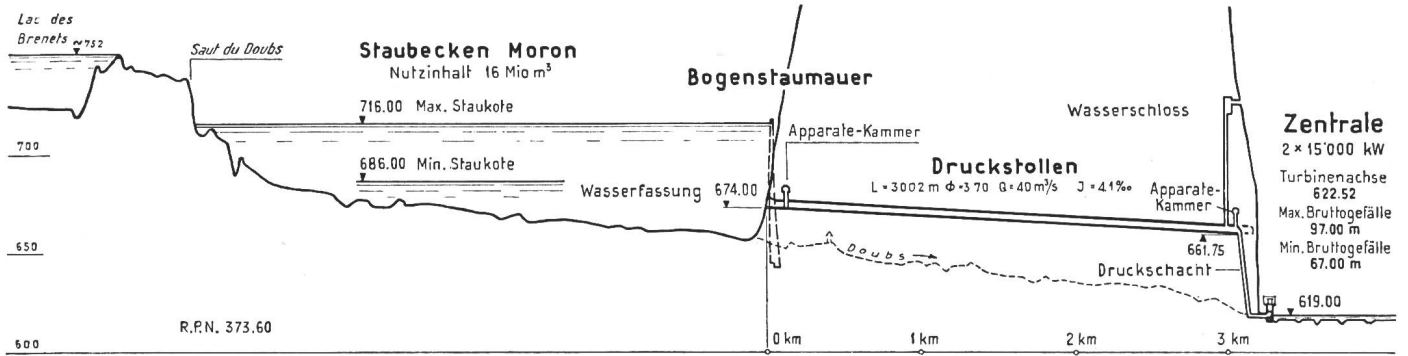 Lac des
Brenets ~752
Saut du Doubs
Staubecken Moron
Nutzinhalt 16 Mio m³
716.00 Max. Staukote
686.00 Min. Staukote
Bogenstaumauer
Apparate-Kammer
Wasserfassung 674.00
Druckstollen
L = 3002 m Φ = 3.70 Q = 40 m³/s J = 4.1‰
Wasserschloss
Apparate-
Kammer
661.75
Druckschacht
Doubs
Zentrale
2 × 15'000 kW
Turbinenachse
622.52
Max. Bruttogefälle
97.00 m
Min. Bruttogefälle
67.00 m
619.00
700
650
600
R.P.N. 373.60
0 km
1 km
2 km
3 km